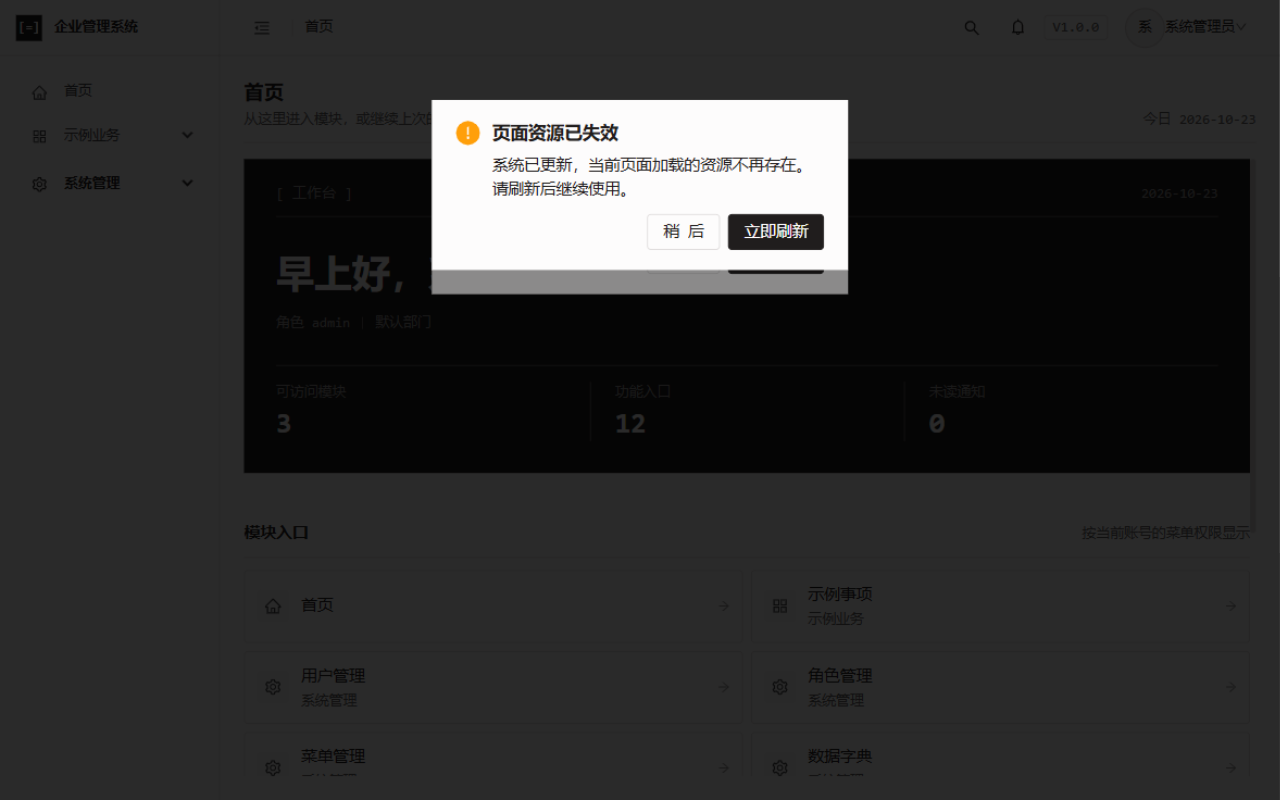 [=] 企业管理系统
首页
V1.0.0
系 系统管理员
首页
示例业务
系统管理
首页
从这里进入模块，或继续上次
今日 2026-10-23
页面资源已失效
系统已更新，当前页面加载的资源不再存在。
请刷新后继续使用。
稍 后
立即刷新
[ 工作台 ]
2026-10-23
早上好，
角色 admin
默认部门
可访问模块
3
功能入口
12
未读通知
0
模块入口
按当前账号的菜单权限显示
首页
示例事项
示例业务
用户管理
系统管理
角色管理
系统管理
菜单管理
数据字典